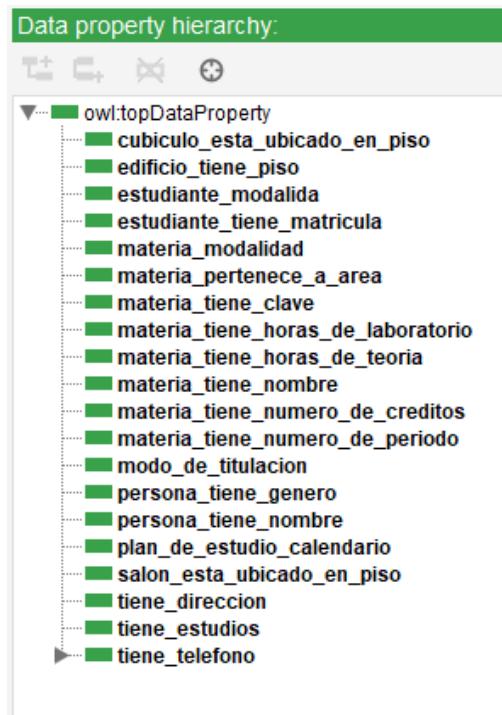 Data property hierarchy:
owl:topDataProperty
cubiculo_esta_ubicado_en_piso
edificio_tiene_piso
estudiante_modalida
estudiante_tiene_matricula
materia_modalidad
materia_pertenece_a_area
materia_tiene_clave
materia_tiene_horas_de_laboratorio
materia_tiene_horas_de_teoria
materia_tiene_nombre
materia_tiene_numero_de_creditos
materia_tiene_numero_de_periodo
modo_de_titulacion
persona_tiene_genero
persona_tiene_nombre
plan_de_estudio_calendario
salon_esta_ubicado_en_piso
tiene_direccion
tiene_estudios
tiene_telefono